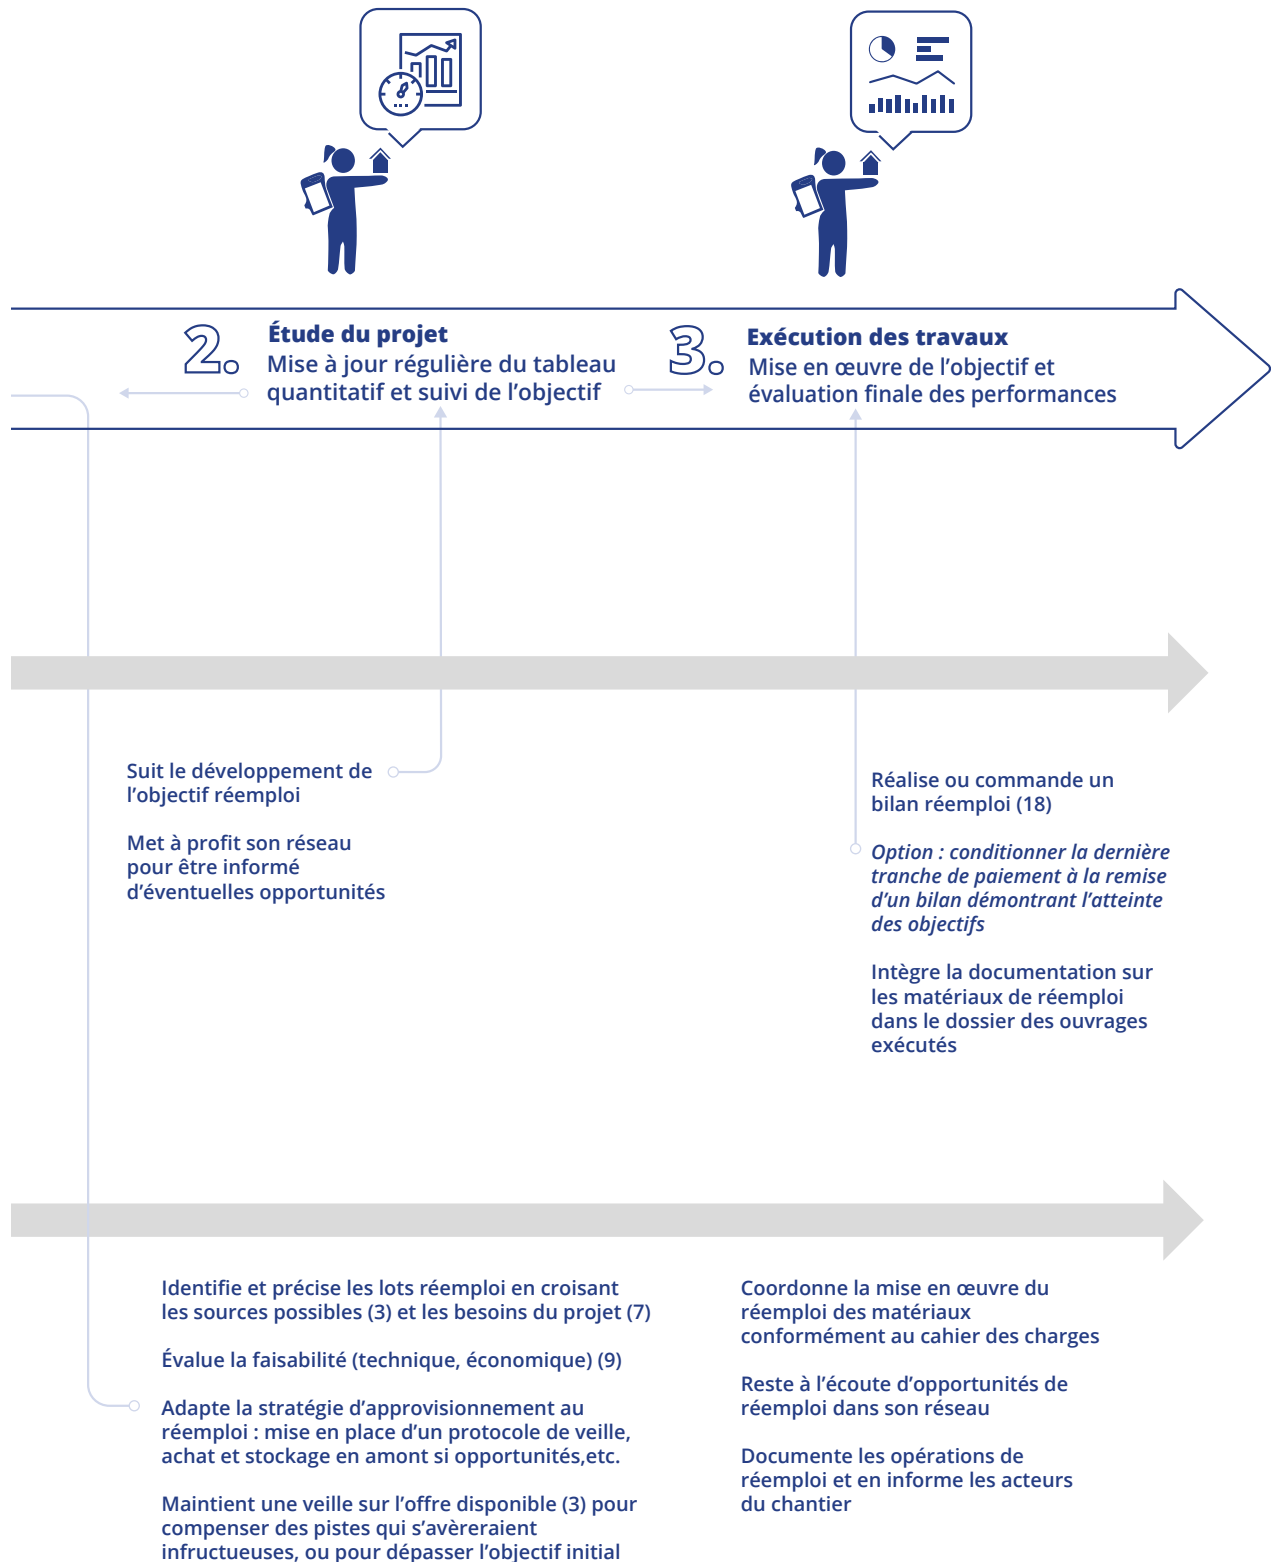 2.
Étude du projet
Mise à jour régulière du tableau
quantitatif et suivi de l’objectif
3.
Exécution des travaux
Mise en œuvre de l’objectif et
évaluation finale des performances
Suit le développement de
l’objectif réemploi
Met à profit son réseau
pour être informé
d’éventuelles opportunités
Réalise ou commande un
bilan réemploi (18)
Option : conditionner la dernière
tranche de paiement à la remise
d’un bilan démontrant l’atteinte
des objectifs
Intègre la documentation sur
les matériaux de réemploi
dans le dossier des ouvrages
exécutés
Identifie et précise les lots réemploi en croisant
les sources possibles (3) et les besoins du projet (7)
Évalue la faisabilité (technique, économique) (9)
Adapte la stratégie d’approvisionnement au
réemploi : mise en place d’un protocole de veille,
achat et stockage en amont si opportunités,etc.
Maintient une veille sur l’offre disponible (3) pour
compenser des pistes qui s’avèreraient
infructueuses, ou pour dépasser l’objectif initial
Coordonne la mise en œuvre du
réemploi des matériaux
conformément au cahier des charges
Reste à l’écoute d’opportunités de
réemploi dans son réseau
Documente les opérations de
réemploi et en informe les acteurs
du chantier